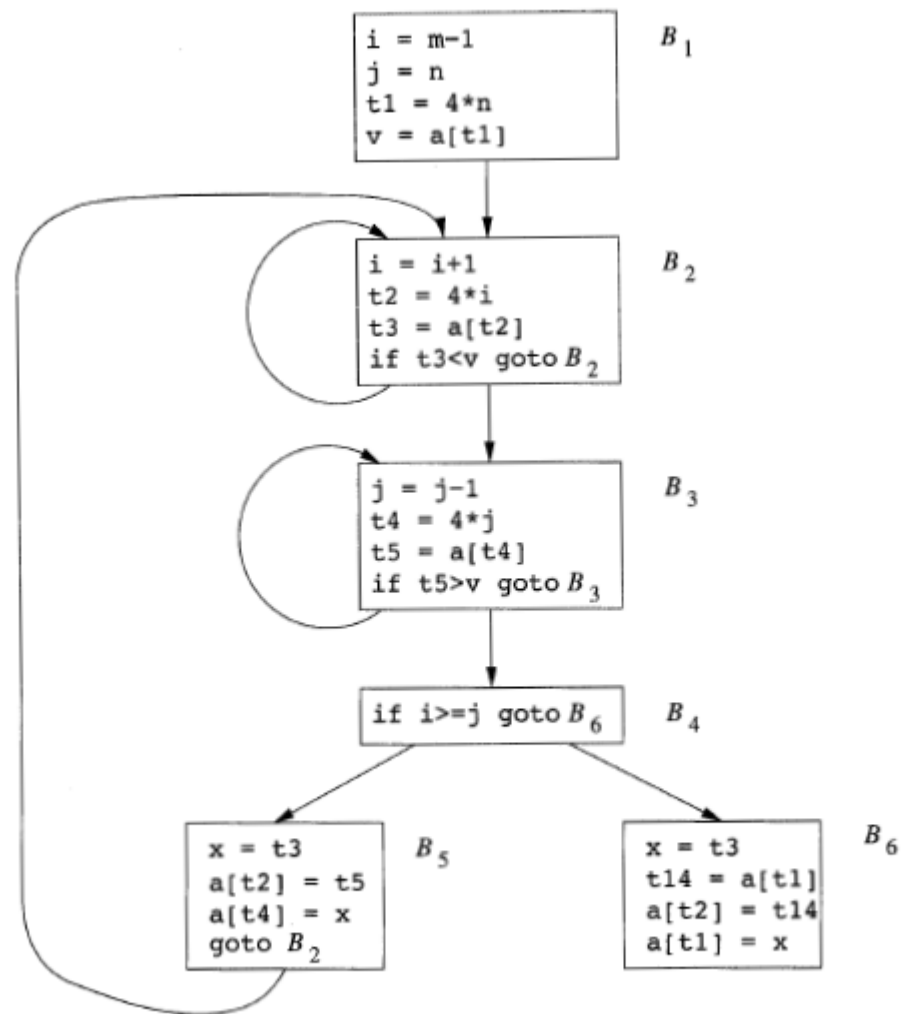 i = m-1
j = n
t1 = 4*n
v = a[t1]
B1
i = i+1
t2 = 4*i
t3 = a[t2]
if t3<v goto B2
B2
j = j-1
t4 = 4*j
t5 = a[t4]
if t5>v goto B3
B3
if i>=j goto B6
B4
x = t3
a[t2] = t5
a[t4] = x
goto B2
B5
x = t3
t14 = a[t1]
a[t2] = t14
a[t1] = x
B6